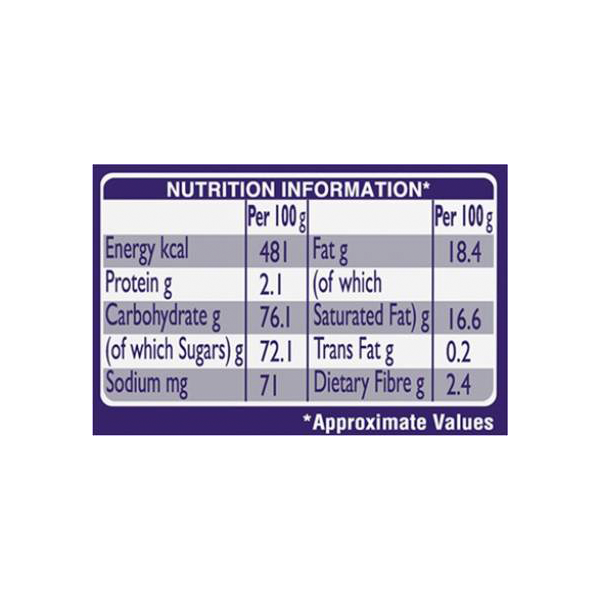 NUTRITION INFORMATION*
Per 100 g Per 100 g
Energy kcal 481 Fat g 18.4
Protein g 2.1 (of which
Carbohydrate g 76.1 Saturated Fat) g 16.6
(of which Sugars) g 72.1 Trans Fat g 0.2
Sodium mg 71 Dietary Fibre g 2.4
*Approximate Values